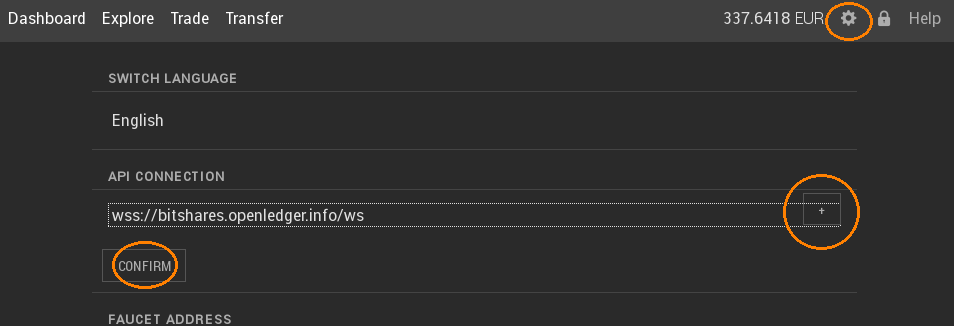 Dashboard Explore Trade Transfer 337.6418 EUR Help
SWITCH LANGUAGE
English
API CONNECTION
wss://bitshares.openledger.info/ws +
CONFIRM
FAUCET ADDRESS